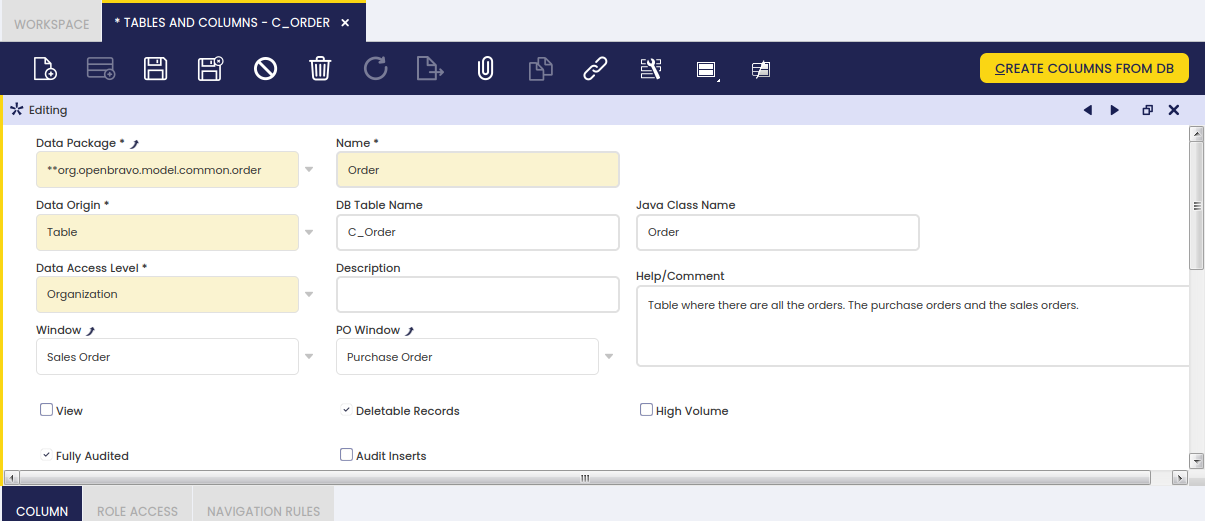 WORKSPACE
* TABLES AND COLUMNS - C_ORDER ×
CREATE COLUMNS FROM DB
Editing
Data Package *
Name *
**org.openbravo.model.common.order
Order
Data Origin *
DB Table Name
Java Class Name
Table
C_Order
Order
Data Access Level *
Description
Help/Comment
Organization
Table where there are all the orders. The purchase orders and the sales orders.
Window
PO Window
Sales Order
Purchase Order
View
Deletable Records
High Volume
Fully Audited
Audit Inserts
COLUMN
ROLE ACCESS
NAVIGATION RULES